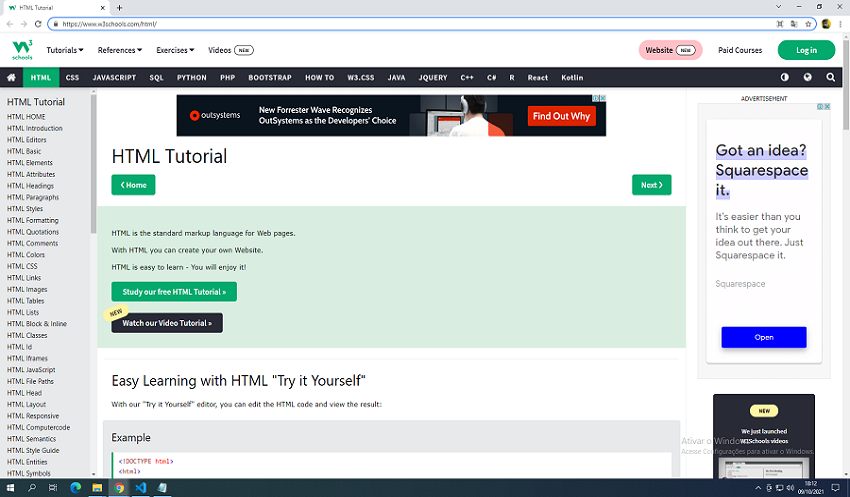 HTML Tutorial
https://www.w3schools.com/html/
w3
schools
Tutorials
References
Exercises
Videos NEW
Website NEW
Paid Courses
Log in
HTML CSS JAVASCRIPT SQL PYTHON PHP BOOTSTRAP HOW TO W3.CSS JAVA JQUERY C++ C# R React Kotlin
HTML Tutorial
HTML HOME
HTML Introduction
HTML Editors
HTML Basic
HTML Elements
HTML Attributes
HTML Headings
HTML Paragraphs
HTML Styles
HTML Formatting
HTML Quotations
HTML Comments
HTML Colors
HTML CSS
HTML Links
HTML Images
HTML Tables
HTML Lists
HTML Block & Inline
HTML Classes
HTML Id
HTML Iframes
HTML JavaScript
HTML File Paths
HTML Head
HTML Layout
HTML Responsive
HTML Computercode
HTML Semantics
HTML Style Guide
HTML Entities
HTML Symbols
outsystems
New Forrester Wave Recognizes
OutSystems as the Developers' Choice
Find Out Why
HTML Tutorial
❮ Home
Next ❯
HTML is the standard markup language for Web pages.
With HTML you can create your own Website.
HTML is easy to learn - You will enjoy it!
Study our free HTML Tutorial »
NEW
Watch our Video Tutorial »
Easy Learning with HTML "Try it Yourself"
With our "Try it Yourself" editor, you can edit the HTML code and view the result:
Example
<!DOCTYPE html>
<html>
ADVERTISEMENT
Got an idea?
Squarespace
it.
It's easier than you
think to get your
idea out there. Just
Squarespace it.
Squarespace
Open
NEW
We just launched
W3Schools videos
Ativar o Windows
Acesse Configurações para ativar o Windows.
18:12
09/10/2021